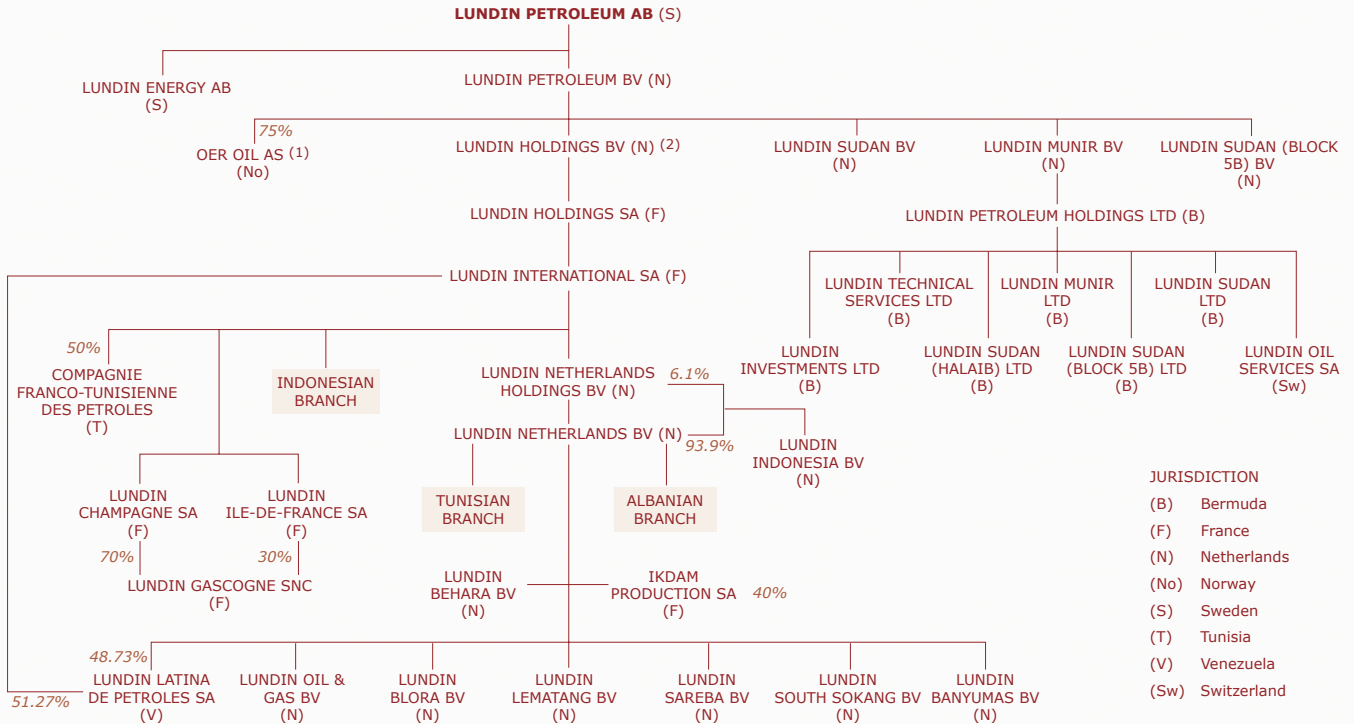 LUNDIN PETROLEUM AB (S)
LUNDIN ENERGY AB
(S)
LUNDIN PETROLEUM BV (N)
75%
OER OIL AS (1)
(No)
LUNDIN HOLDINGS BV (N) (2)
LUNDIN SUDAN BV
(N)
LUNDIN MUNIR BV
(N)
LUNDIN SUDAN (BLOCK
5B) BV
(N)
LUNDIN HOLDINGS SA (F)
LUNDIN PETROLEUM HOLDINGS LTD (B)
LUNDIN INTERNATIONAL SA (F)
LUNDIN TECHNICAL
SERVICES LTD
(B)
LUNDIN MUNIR
LTD
(B)
LUNDIN SUDAN
LTD
(B)
LUNDIN
INVESTMENTS LTD
(B)
LUNDIN SUDAN
(HALAIB) LTD
(B)
LUNDIN SUDAN
(BLOCK 5B) LTD
(B)
LUNDIN OIL
SERVICES SA
(Sw)
50%
COMPAGNIE
FRANCO-TUNISIENNE
DES PETROLES
(T)
INDONESIAN
BRANCH
LUNDIN NETHERLANDS
HOLDINGS BV (N)
6.1%
LUNDIN NETHERLANDS BV (N)
93.9%
LUNDIN
INDONESIA BV
(N)
LUNDIN
CHAMPAGNE SA
(F)
LUNDIN
ILE-DE-FRANCE SA
(F)
TUNISIAN
BRANCH
ALBANIAN
BRANCH
70%
30%
LUNDIN GASCOGNE SNC
(F)
LUNDIN
BEHARA BV
(N)
IKDAM
PRODUCTION SA
(F)
40%
48.73%
51.27%
LUNDIN LATINA
DE PETROLES SA
(V)
LUNDIN OIL &
GAS BV
(N)
LUNDIN
BLORA BV
(N)
LUNDIN
LEMATANG BV
(N)
LUNDIN
SAREBA BV
(N)
LUNDIN
SOUTH SOKANG BV
(N)
LUNDIN
BANYUMAS BV
(N)
JURISDICTION
(B) Bermuda
(F) France
(N) Netherlands
(No) Norway
(S) Sweden
(T) Tunisia
(V) Venezuela
(Sw) Switzerland